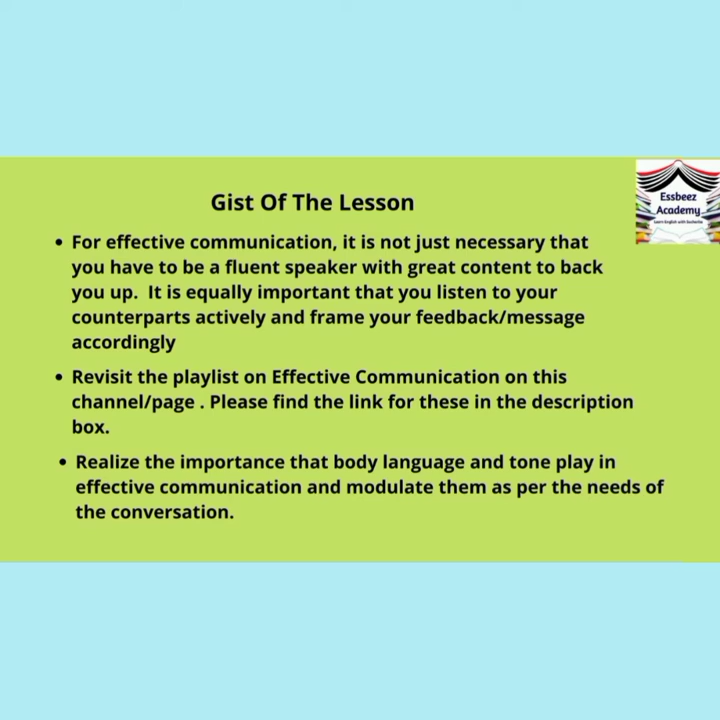 Gist Of The Lesson
Essbeez
Academy
Learn English with Sucharita
• For effective communication, it is not just necessary that
you have to be a fluent speaker with great content to back
you up.  It is equally important that you listen to your
counterparts actively and frame your feedback/message
accordingly
• Revisit the playlist on Effective Communication on this
channel/page . Please find the link for these in the description
box.
• Realize the importance that body language and tone play in
effective communication and modulate them as per the needs of
the conversation.